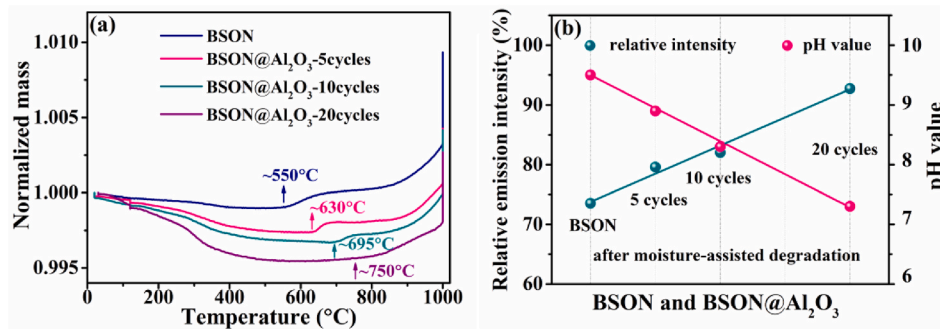 (a)
BSON
BSON@Al₂O₃-5cycles
BSON@Al₂O₃-10cycles
BSON@Al₂O₃-20cycles
~550°C
~630°C
~695°C
~750°C
1.010
1.005
1.000
0.995
Normalized mass
0 200 400 600 800 1000
Temperature (°C)
(b)
relative intensity
pH value
BSON
5 cycles
10 cycles
20 cycles
after moisture-assisted degradation
100
90
80
70
60
Relative emission intensity (%)
10
9
8
7
6
pH value
BSON and BSON@Al₂O₃